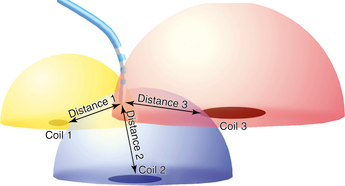 Distance 1
Distance 3
Coil 1
Distance 2
Coil 3
Coil 2